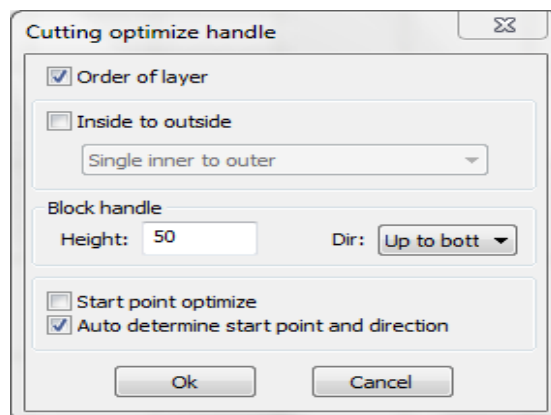 Cutting optimize handle
Order of layer
Inside to outside
Single inner to outer
Block handle
Height: 50 Dir: Up to bott
Start point optimize
Auto determine start point and direction
Ok Cancel